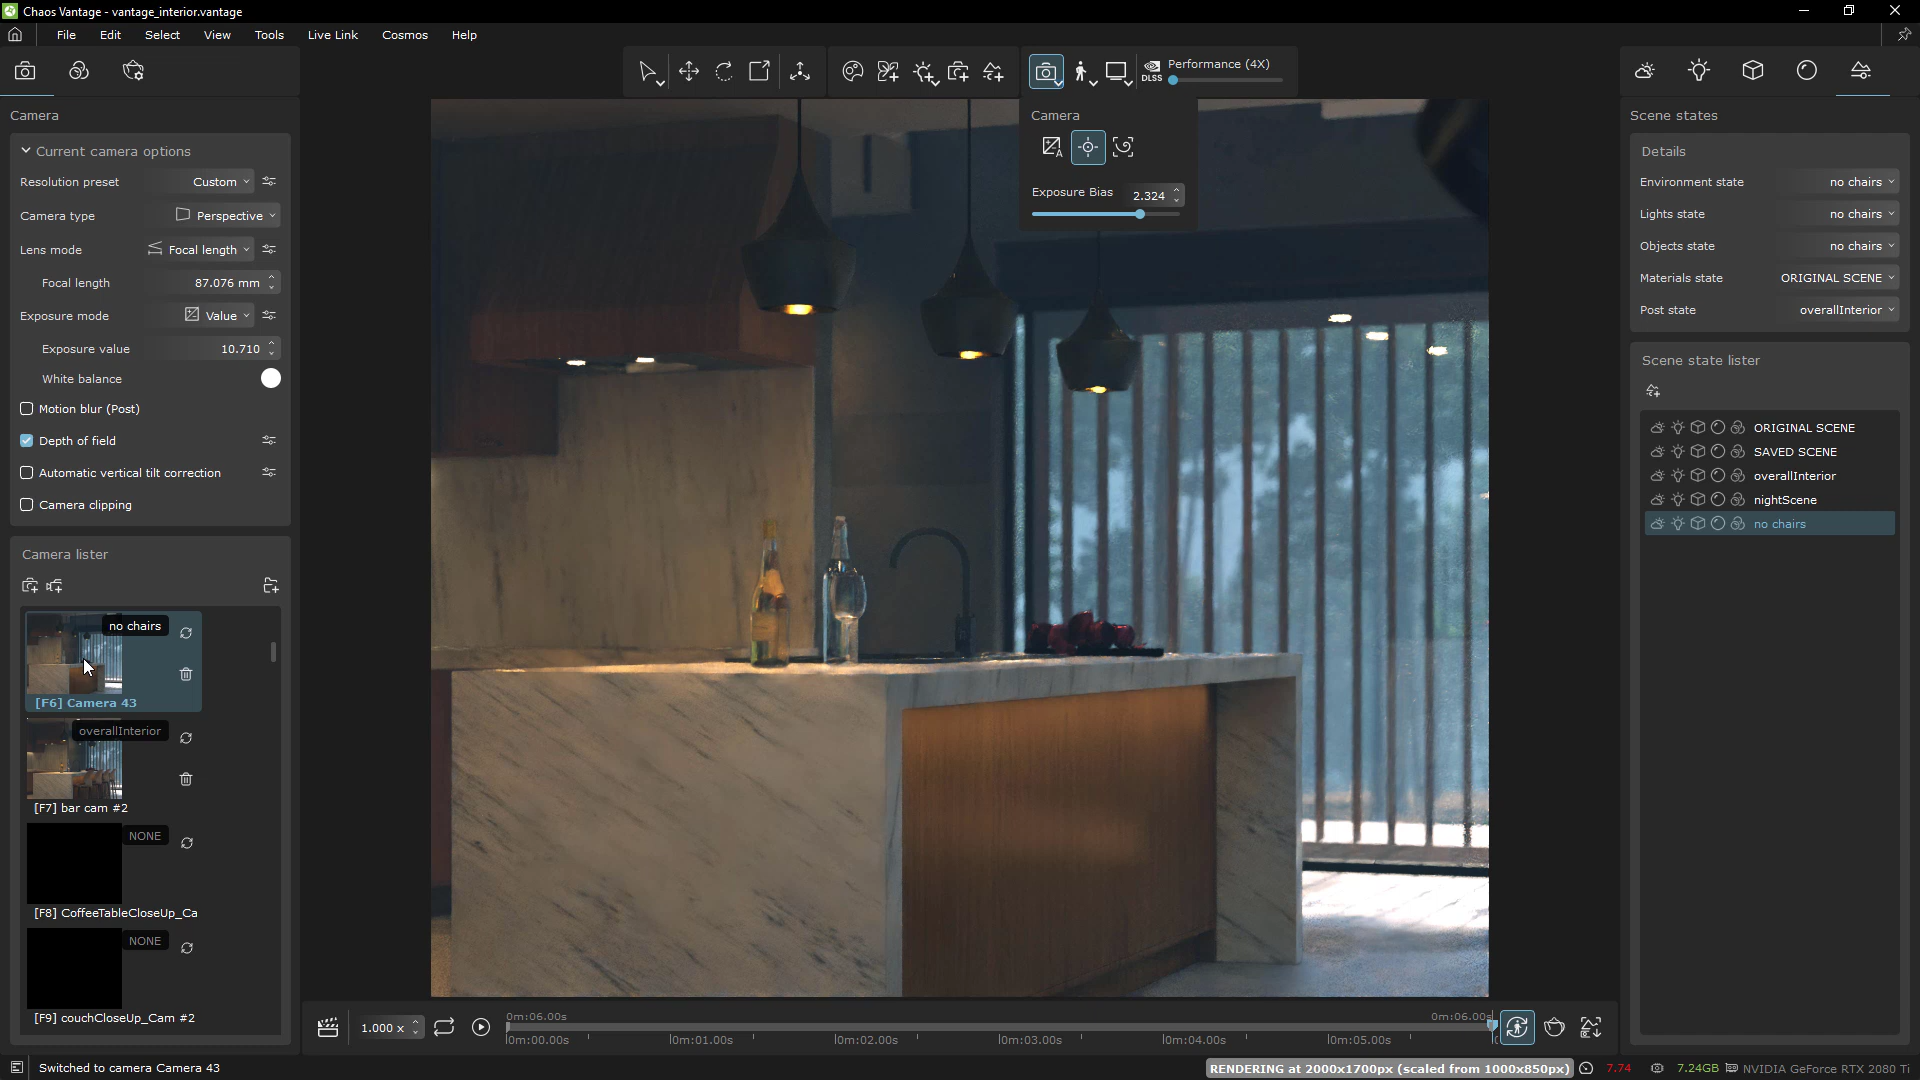 Chaos Vantage - vantage_interior.vantage
File Edit Select View Tools Live Link Cosmos Help
DLSS
Performance (4X)
Camera
Current camera options
Resolution preset Custom
Camera type Perspective
Lens mode Focal length
Focal length 87.076 mm
Exposure mode Value
Exposure value 10.710
White balance
Motion blur (Post)
Depth of field
Automatic vertical tilt correction
Camera clipping
Camera lister
no chairs
[F6] Camera 43
overallInterior
[F7] bar cam #2
NONE
[F8] CoffeeTableCloseUp_Ca
NONE
[F9] couchCloseUp_Cam #2
Camera
Exposure Bias 2.324
Scene states
Details
Environment state no chairs
Lights state no chairs
Objects state no chairs
Materials state ORIGINAL SCENE
Post state overallInterior
Scene state lister
ORIGINAL SCENE
SAVED SCENE
overallInterior
nightScene
no chairs
1.000 x
0m:06.00s 0m:06.00s
0m:00.00s 0m:01.00s 0m:02.00s 0m:03.00s 0m:04.00s 0m:05.00s
Switched to camera Camera 43
RENDERING at 2000x1700px (scaled from 1000x850px) 7.74 7.24GB NVIDIA GeForce RTX 2080 Ti